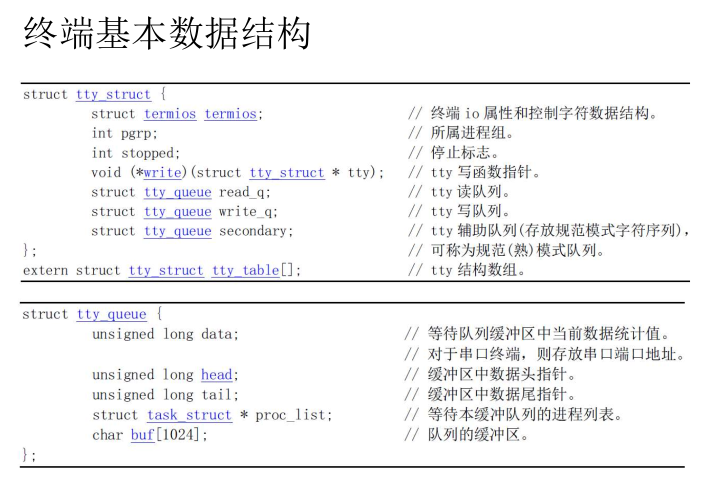 终端基本数据结构
struct tty_struct {
struct termios termios; // 终端 io 属性和控制字符数据结构。
int pgrp; // 所属进程组。
int stopped; // 停止标志。
void (*write)(struct tty_struct * tty); // tty 写函数指针。
struct tty_queue read_q; // tty 读队列。
struct tty_queue write_q; // tty 写队列。
struct tty_queue secondary; // tty 辅助队列(存放规范模式字符序列),
}; // 可称为规范(熟)模式队列。
extern struct tty_struct tty_table[]; // tty 结构数组。
struct tty_queue {
unsigned long data; // 等待队列缓冲区中当前数据统计值。
// 对于串口终端，则存放串口端口地址。
unsigned long head; // 缓冲区中数据头指针。
unsigned long tail; // 缓冲区中数据尾指针。
struct task_struct * proc_list; // 等待本缓冲队列的进程列表。
char buf[1024]; // 队列的缓冲区。
};